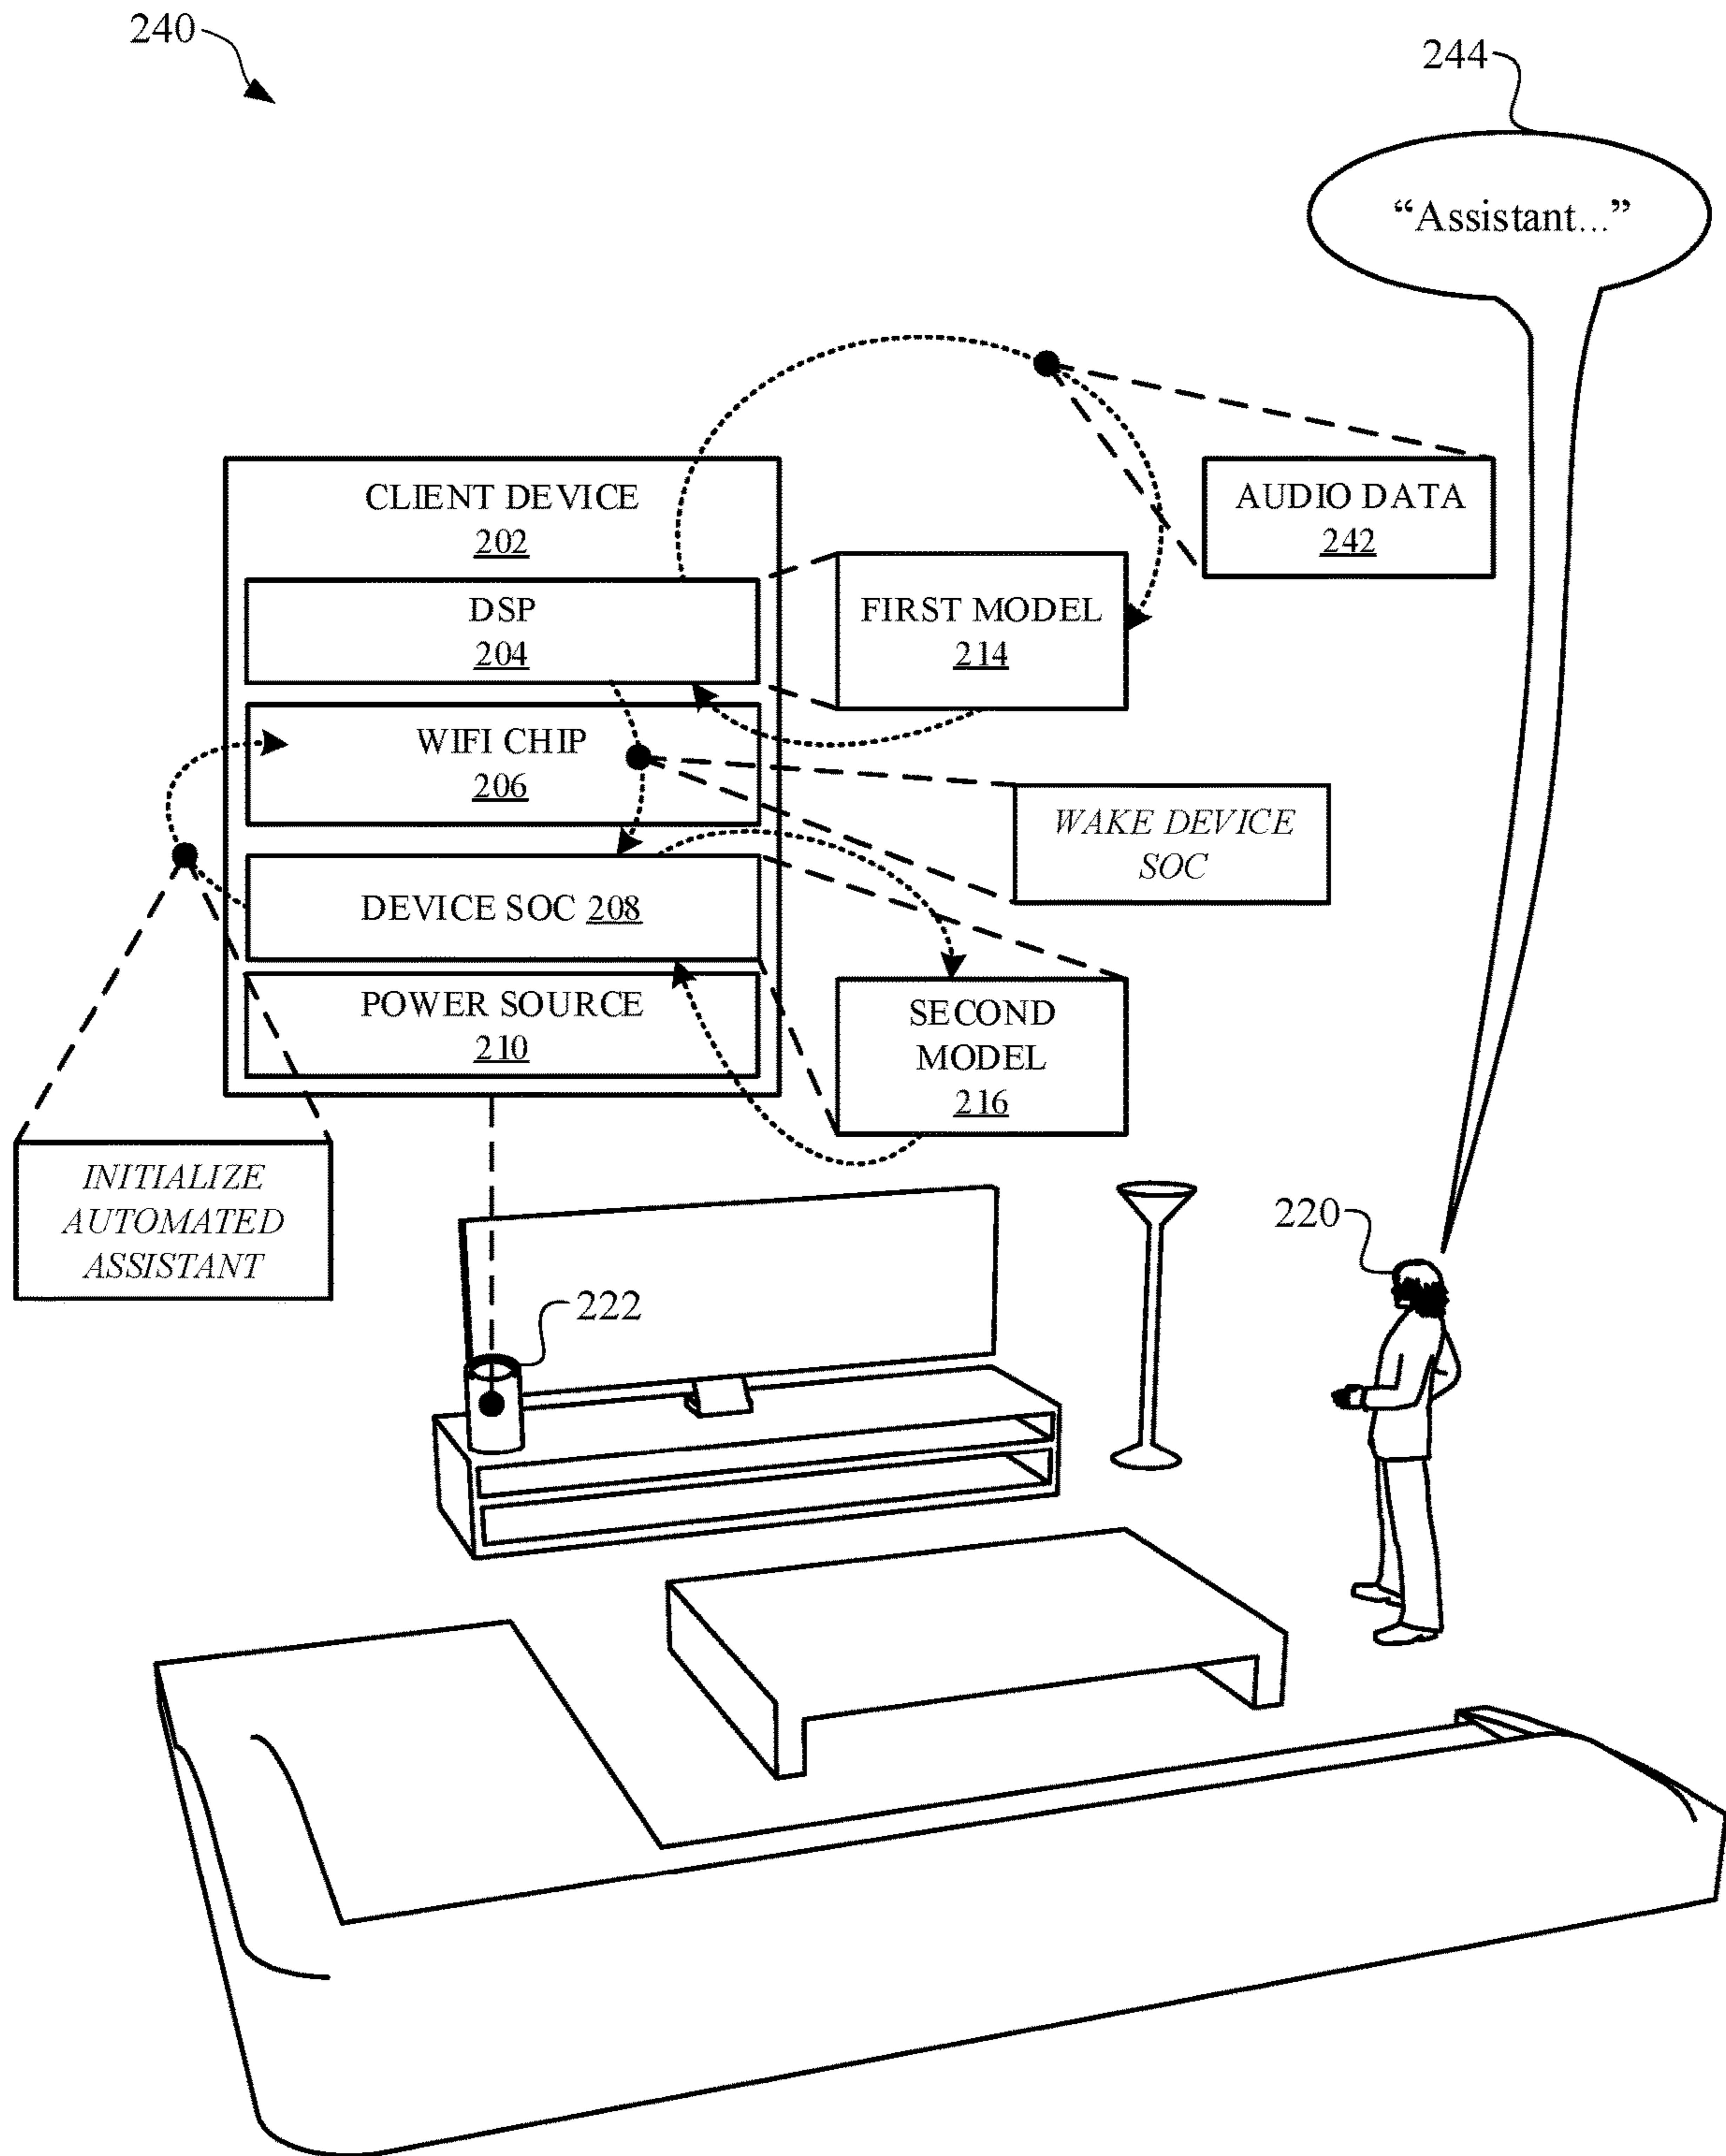 240
244
“Assistant...”
CLIENT DEVICE
202
AUDIO DATA
242
DSP
204
FIRST MODEL
214
WIFI CHIP
206
WAKE DEVICE
SOC
DEVICE SOC 208
POWER SOURCE
210
SECOND
MODEL
216
INITIALIZE
AUTOMATED
ASSISTANT
220
222